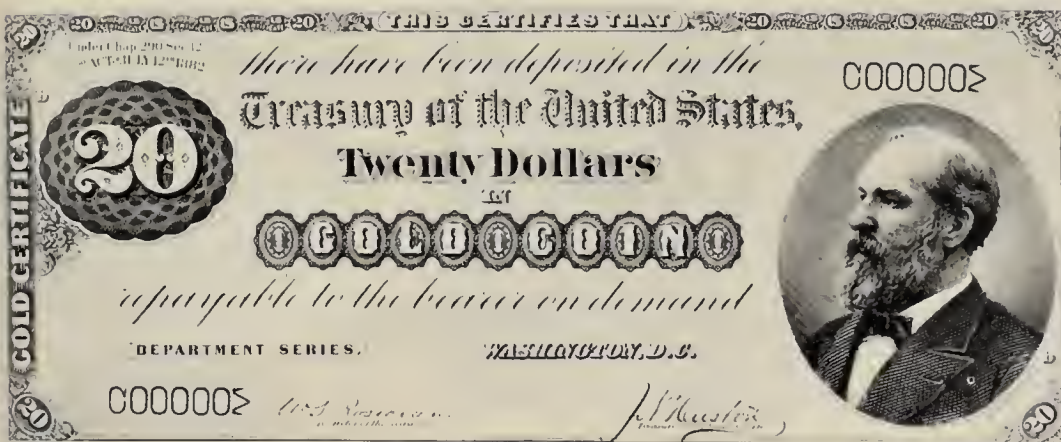 20 20 THIS CERTIFIES THAT 20 20
Under Chap. 290 Sec. 12
of ACT JULY 12TH 1882
there have been deposited in the
C000000Σ
Treasury of the United States,
20
Twenty Dollars
IN
GOLD COIN
GOLD CERTIFICATE
repayable to the bearer on demand
DEPARTMENT SERIES.
WASHINGTON, D.C.
C000000Σ
20
20